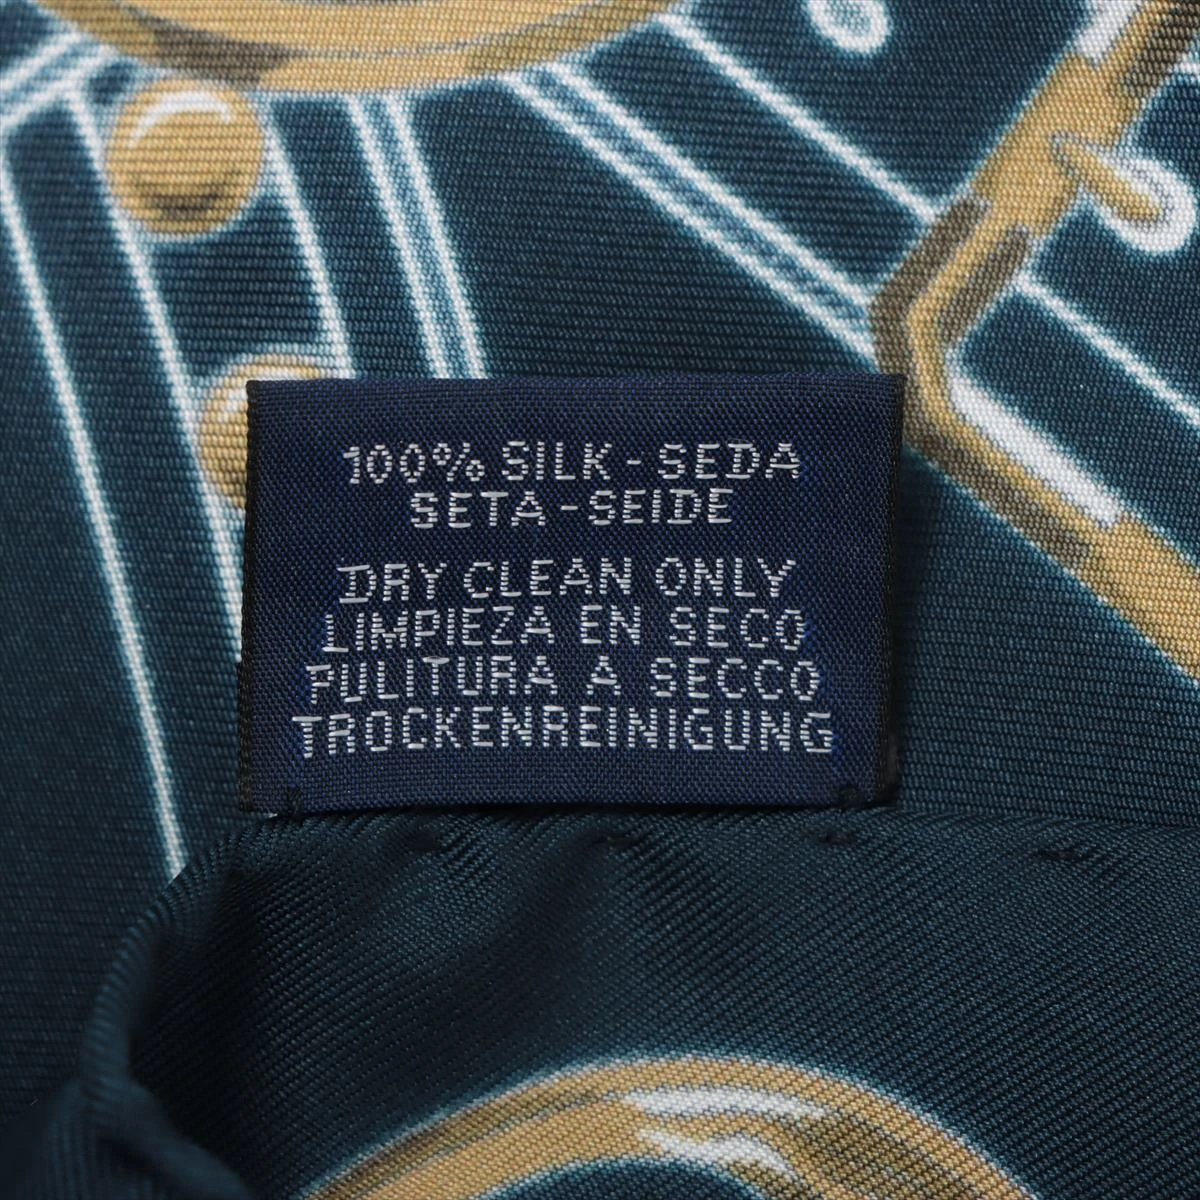 100% SILK - SEDA
SETA - SEIDE
DRY CLEAN ONLY
LIMPIEZA EN SECO
PULITURA A SECCO
TROCKENREINIGUNG